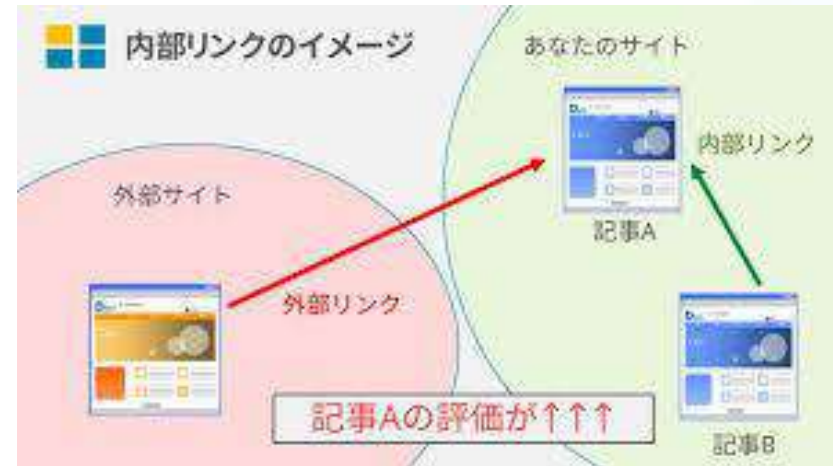 内部リンクのイメージ
あなたのサイト
内部リンク
外部サイト
記事A
外部リンク
記事Aの評価が↑↑↑
記事B